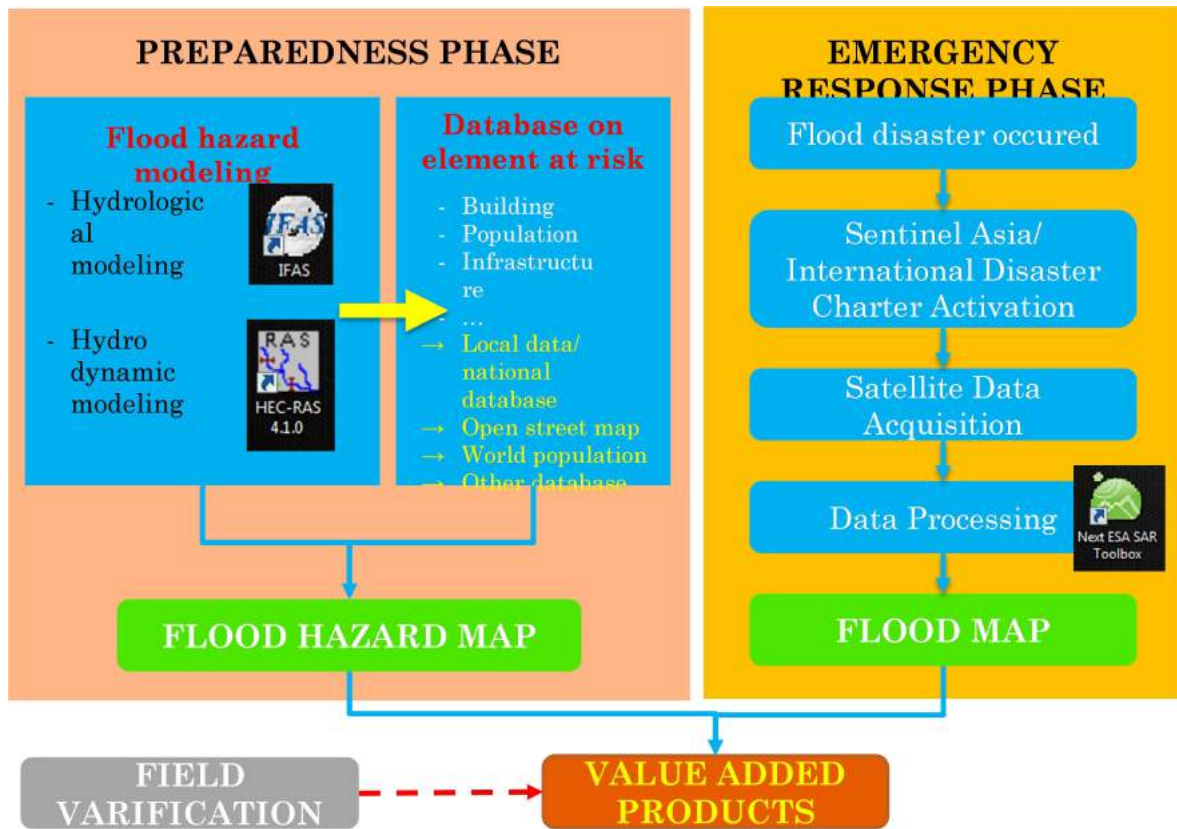 PREPAREDNESS PHASE
Flood hazard
modeling
- Hydrologic
al
modeling
IFAS
IFAS
- Hydro
dynamic
modeling
RAS
HEC-RAS
4.1.0
Database on
element at risk
- Building
- Population
- Infrastructu
re
- ...
→ Local data/
national
database
→ Open street map
→ World population
→ Other database
FLOOD HAZARD MAP
EMERGENCY
RESPONSE PHASE
Flood disaster occured
Sentinel Asia/
International Disaster
Charter Activation
Satellite Data
Acquisition
Data Processing
Next ESA SAR
Toolbox
FLOOD MAP
FIELD
VARIFICATION
VALUE ADDED
PRODUCTS